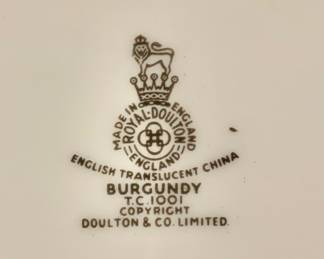 MADE IN ENGLAND
ROYAL-DOULTON
ENGLAND
ENGLISH TRANSLUCENT CHINA
BURGUNDY
T.C.1001
COPYRIGHT
DOULTON & CO. LIMITED.